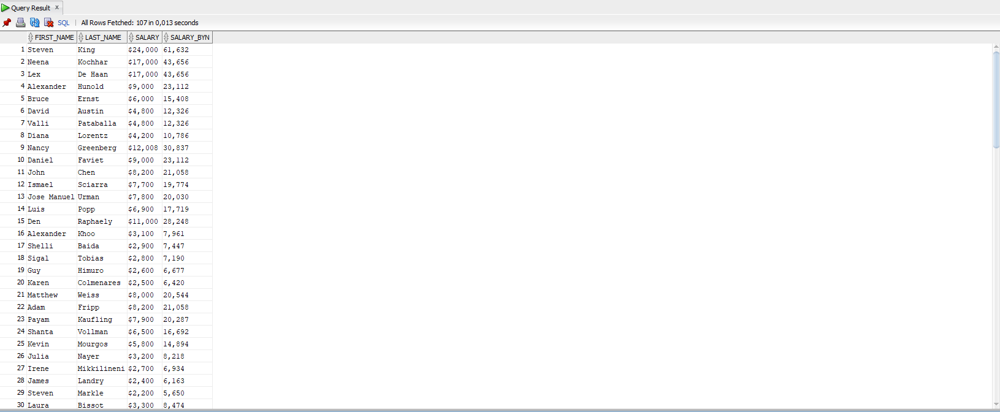 Query Result x
SQL | All Rows Fetched: 107 in 0,013 seconds
FIRST_NAME LAST_NAME SALARY SALARY_BYN
1 Steven King $24,000 61,632
2 Neena Kochhar $17,000 43,656
3 Lex De Haan $17,000 43,656
4 Alexander Hunold $9,000 23,112
5 Bruce Ernst $6,000 15,408
6 David Austin $4,800 12,326
7 Valli Pataballa $4,800 12,326
8 Diana Lorentz $4,200 10,786
9 Nancy Greenberg $12,008 30,837
10 Daniel Faviet $9,000 23,112
11 John Chen $8,200 21,058
12 Ismael Sciarra $7,700 19,774
13 Jose Manuel Urman $7,800 20,030
14 Luis Popp $6,900 17,719
15 Den Raphaely $11,000 28,248
16 Alexander Khoo $3,100 7,961
17 Shelli Baida $2,900 7,447
18 Sigal Tobias $2,800 7,190
19 Guy Himuro $2,600 6,677
20 Karen Colmenares $2,500 6,420
21 Matthew Weiss $8,000 20,544
22 Adam Fripp $8,200 21,058
23 Payam Kaufling $7,900 20,287
24 Shanta Vollman $6,500 16,692
25 Kevin Mourgos $5,800 14,894
26 Julia Nayer $3,200 8,218
27 Irene Mikkilineni $2,700 6,934
28 James Landry $2,400 6,163
29 Steven Markle $2,200 5,650
30 Laura Bissot $3,300 8,474